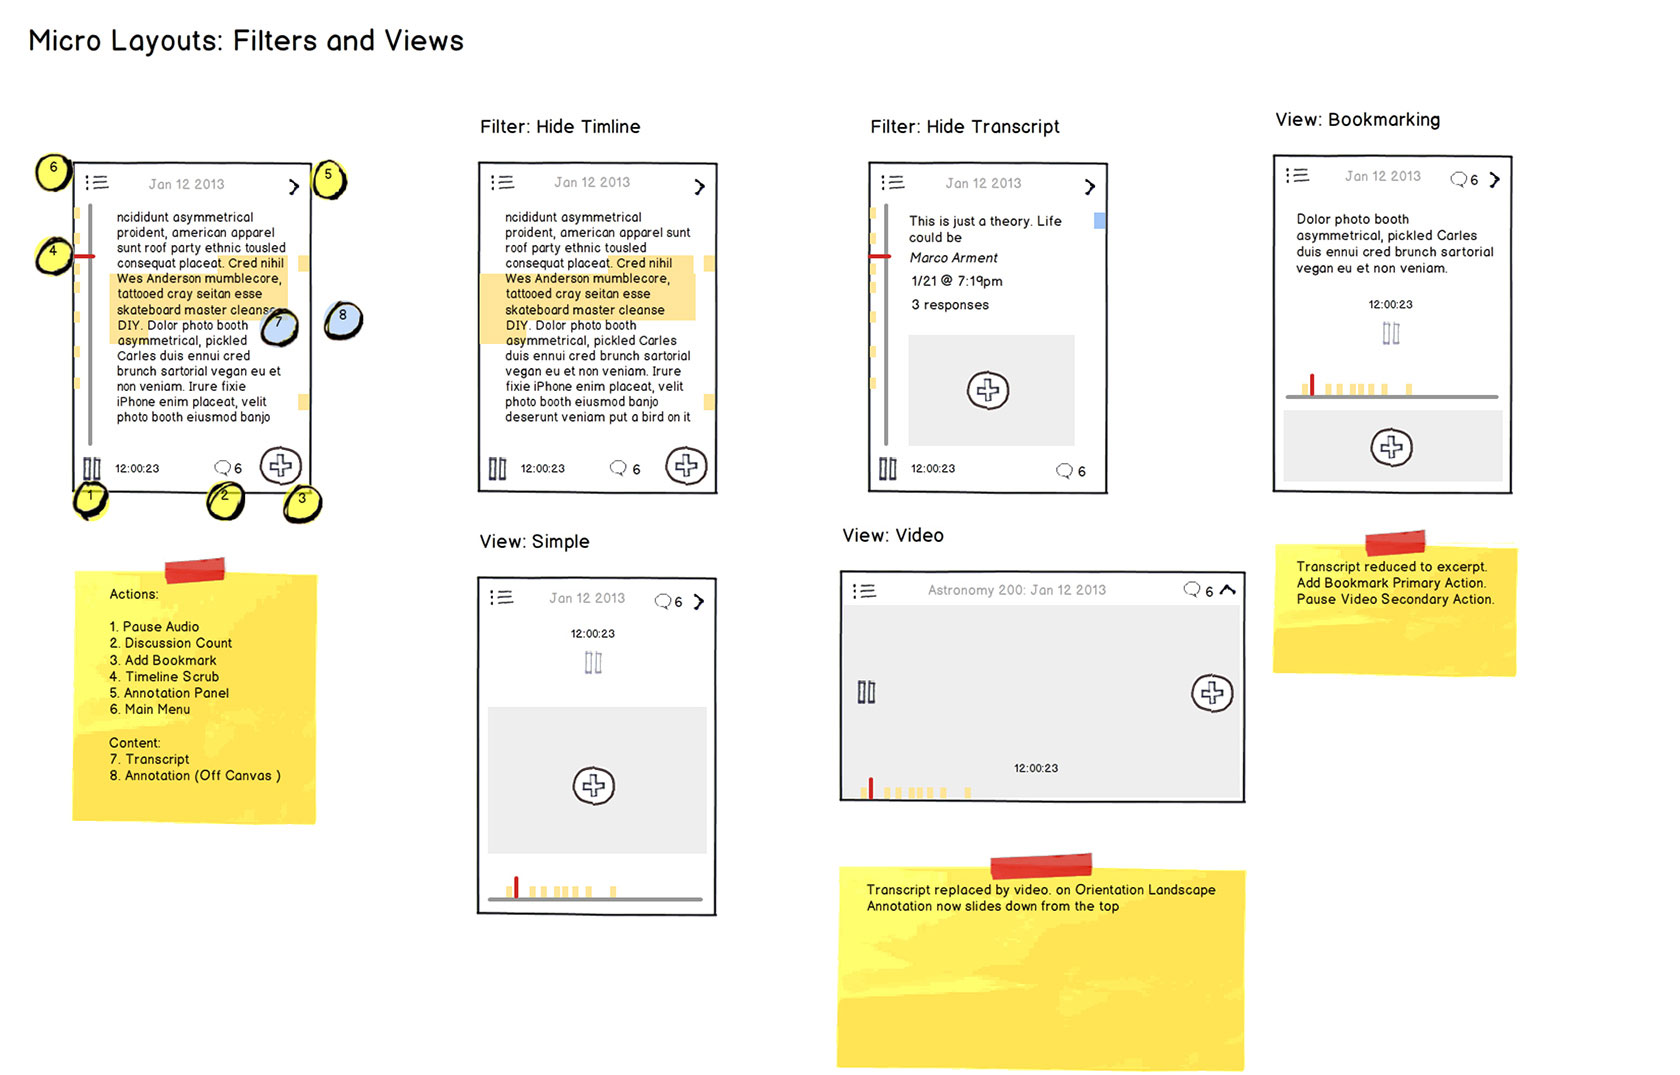 Micro Layouts: Filters and Views
6
5
4
7
8
1
2
3
Jan 12 2013
ncididunt asymmetrical
proident, american apparel
sunt roof party ethnic tousled
consequat placeat. Cred nihil
Wes Anderson mumblecore,
tattooed cray seitan esse
skateboard master cleanse
DIY. Dolor photo booth
asymmetrical, pickled
Carles duis ennui cred
brunch sartorial vegan eu et
non veniam. Irure fixie
iPhone enim placeat, velit
photo booth eiusmod banjo
12:00:23
6
Actions:
1. Pause Audio
2. Discussion Count
3. Add Bookmark
4. Timeline Scrub
5. Annotation Panel
6. Main Menu
Content:
7. Transcript
8. Annotation (Off Canvas )
Filter: Hide Timline
Jan 12 2013
ncididunt asymmetrical
proident, american apparel sunt
roof party ethnic tousled
consequat placeat. Cred nihil
Wes Anderson mumblecore,
tattooed cray seitan esse
skateboard master cleanse
DIY. Dolor photo booth
asymmetrical, pickled Carles
duis ennui cred brunch sartorial
vegan eu et non veniam. Irure
fixie iPhone enim placeat, velit
photo booth eiusmod banjo
deserunt veniam put a bird on it
12:00:23
6
View: Simple
Jan 12 2013
6
12:00:23
Filter: Hide Transcript
Jan 12 2013
This is just a theory. Life
could be
Marco Arment
1/21 @ 7:19pm
3 responses
12:00:23
6
View: Video
Astronomy 200: Jan 12 2013
6
12:00:23
Transcript replaced by video. on Orientation Landscape
Annotation now slides down from the top
View: Bookmarking
Jan 12 2013
6
Dolor photo booth
asymmetrical, pickled Carles
duis ennui cred brunch sartorial
vegan eu et non veniam.
12:00:23
Transcript reduced to excerpt.
Add Bookmark Primary Action.
Pause Video Secondary Action.